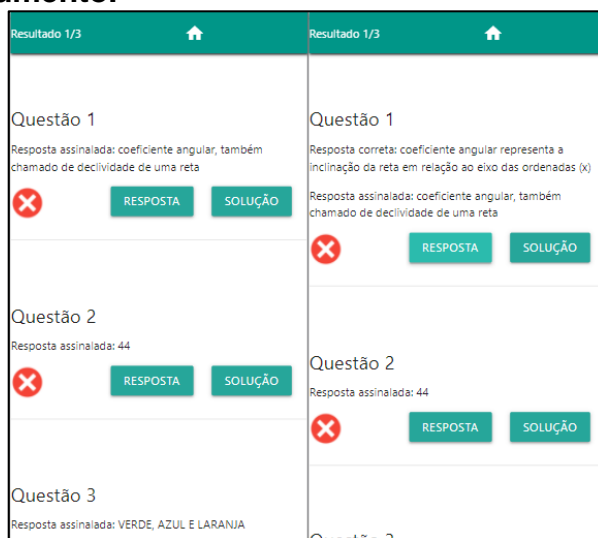 Resultado 1/3
Questão 1
Resposta assinalada: coeficiente angular, também
chamado de declividade de uma reta
RESPOSTA SOLUÇÃO
Questão 2
Resposta assinalada: 44
RESPOSTA SOLUÇÃO
Questão 3
Resposta assinalada: VERDE, AZUL E LARANJA
Resultado 1/3
Questão 1
Resposta correta: coeficiente angular representa a
inclinação da reta em relação ao eixo das ordenadas (x)
Resposta assinalada: coeficiente angular, também
chamado de declividade de uma reta
RESPOSTA SOLUÇÃO
Questão 2
Resposta assinalada: 44
RESPOSTA SOLUÇÃO